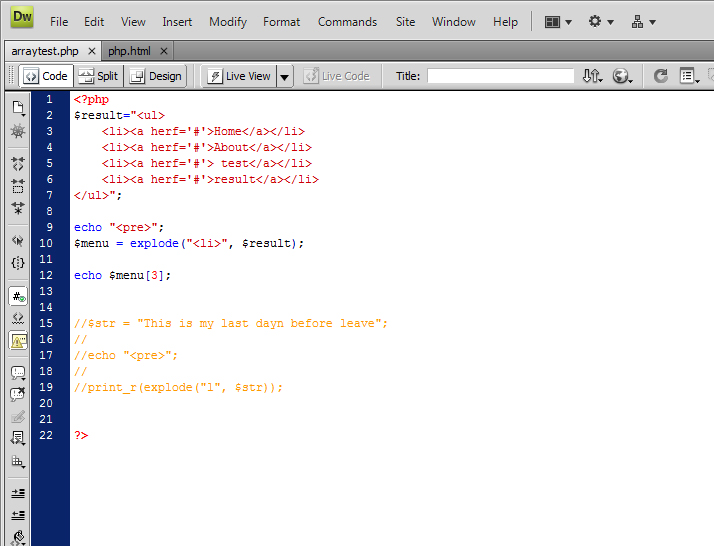 Dw File Edit View Insert Modify Format Commands Site Window Help
arraytest.php php.html
Code Split Design Live View Live Code Title:
1 <?php
2 $result="<ul>
3     <li><a herf='#'>Home</a></li>
4     <li><a herf='#'>About</a></li>
5     <li><a herf='#'> test</a></li>
6     <li><a herf='#'>result</a></li>
7 </ul>";
8
9 echo "<pre>";
10 $menu = explode("<li>", $result);
11
12 echo $menu[3];
13
14
15 //$str = "This is my last dayn before leave";
16 //
17 //echo "<pre>";
18 //
19 //print_r(explode("l", $str));
20
21
22 ?>